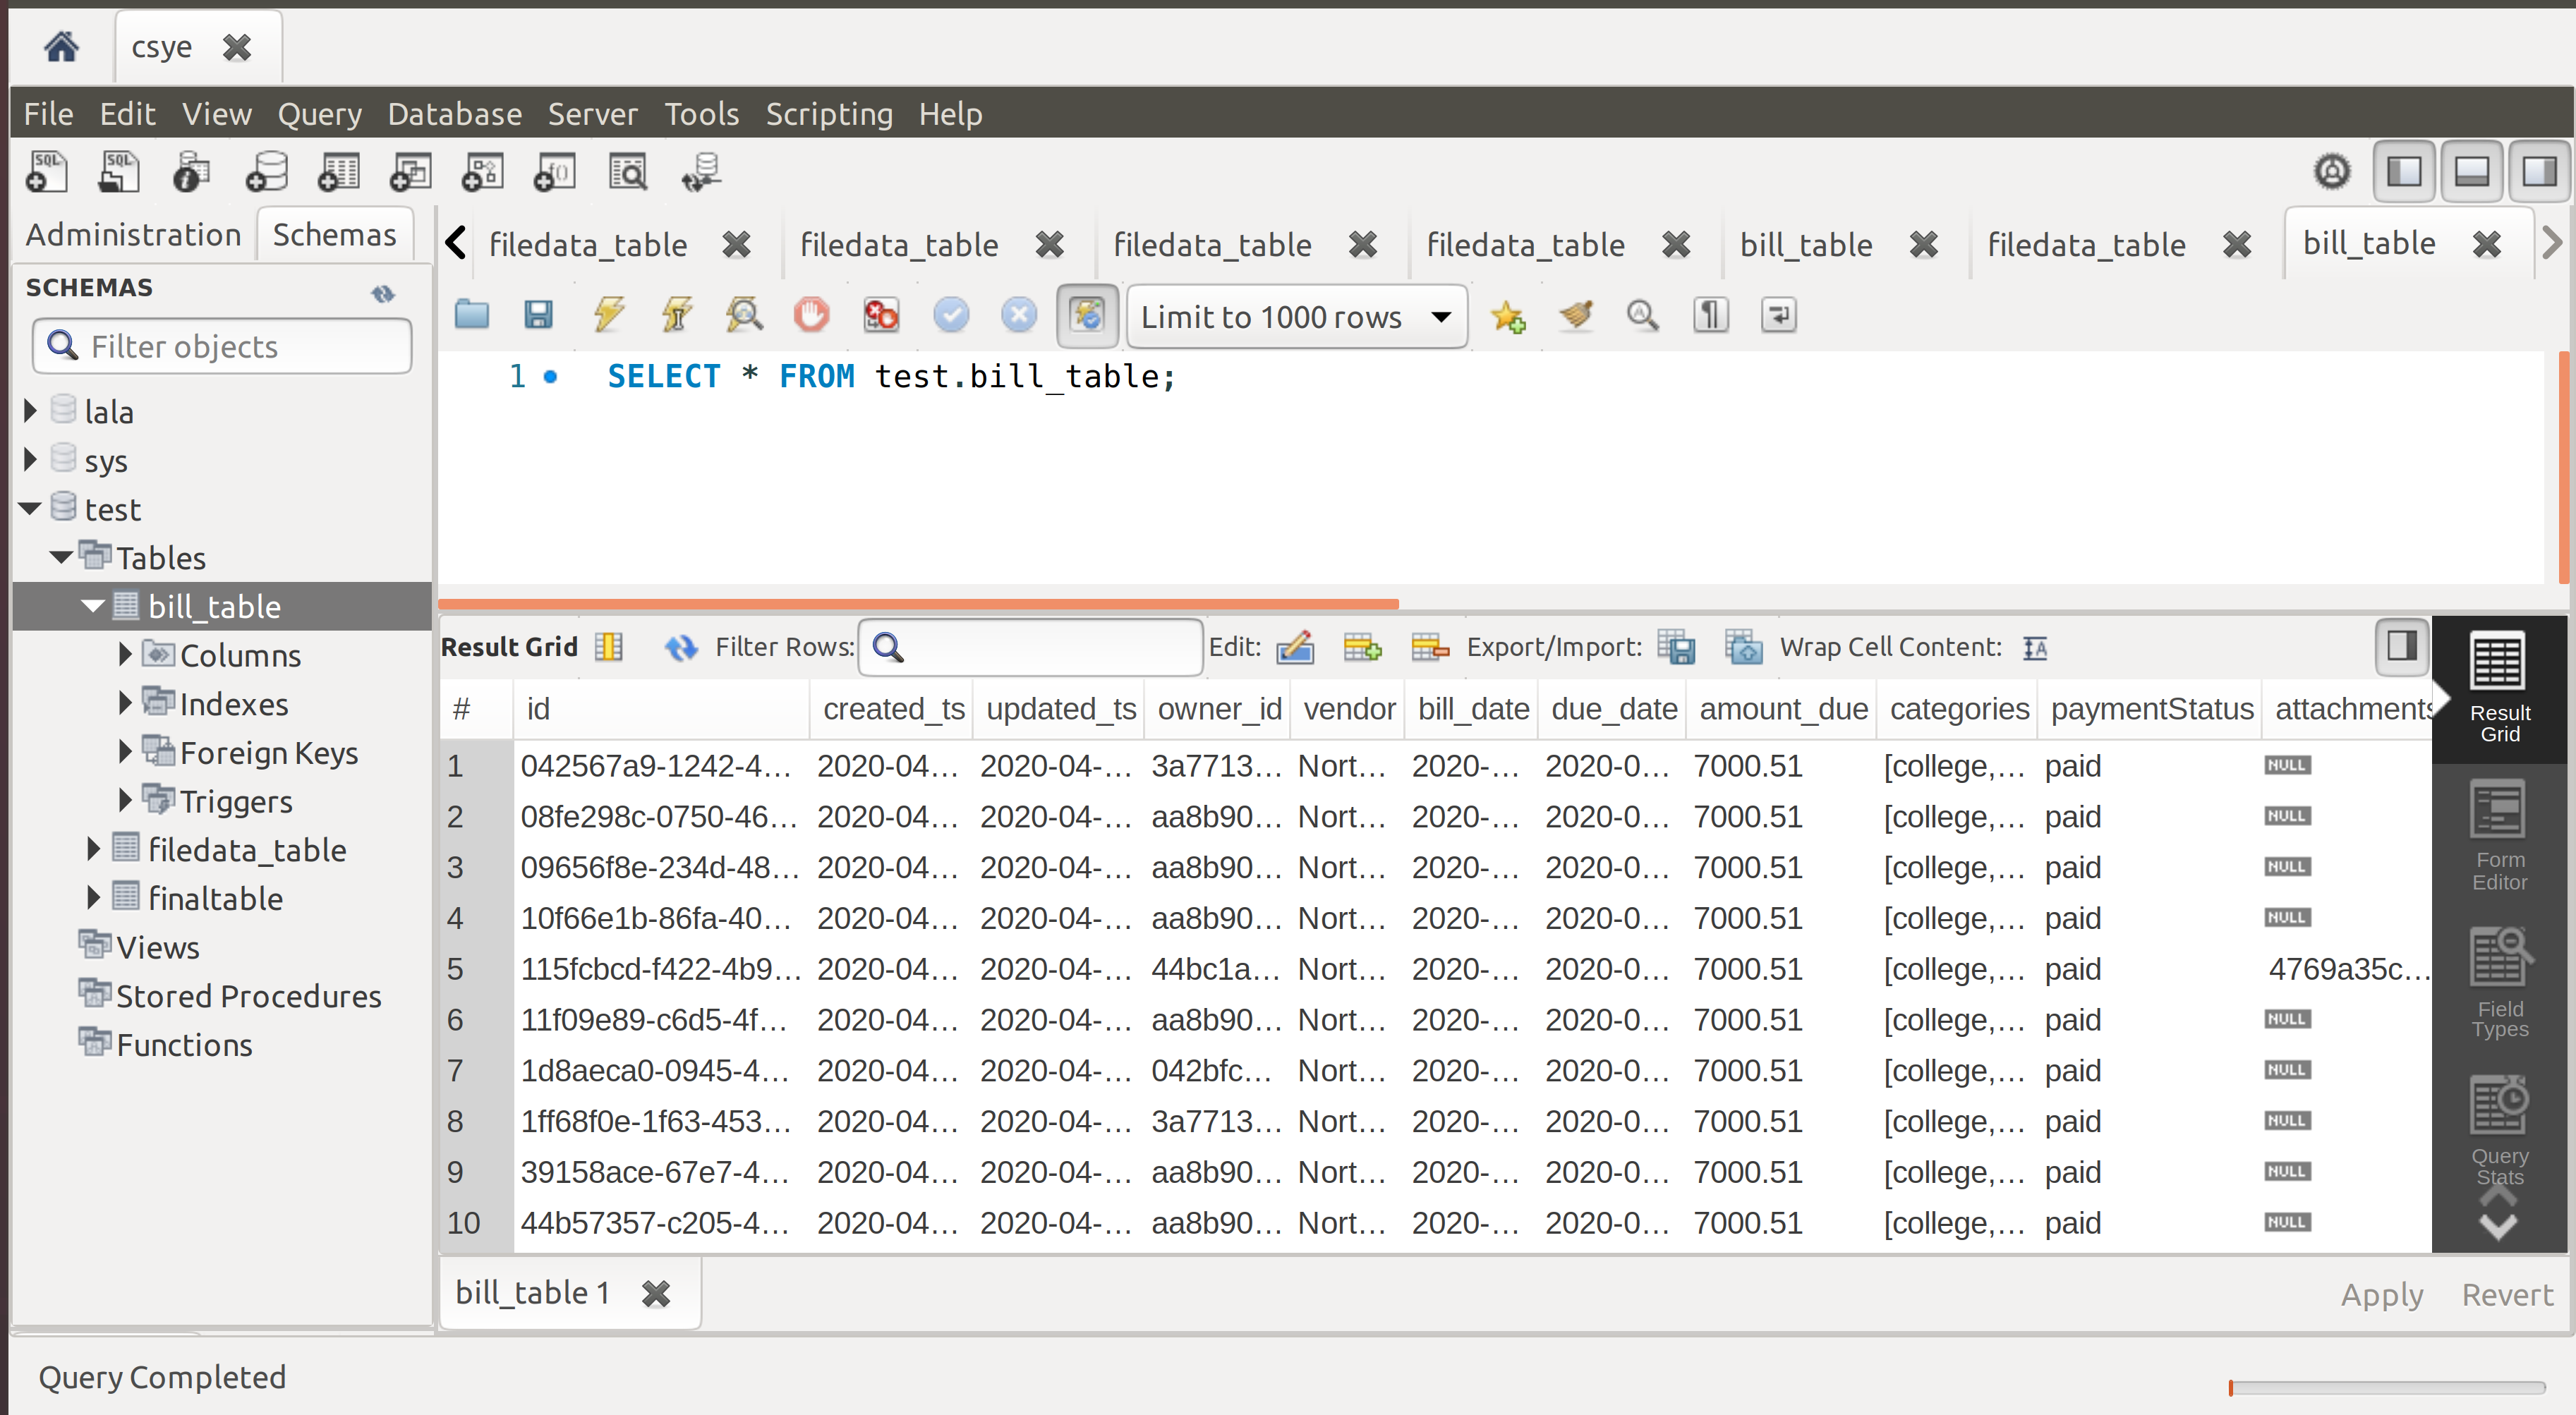 csye
File Edit View Query Database Server Tools Scripting Help
SQL SQL
Administration Schemas
filedata_table filedata_table filedata_table filedata_table bill_table filedata_table bill_table
SCHEMAS
Filter objects
Limit to 1000 rows
1 SELECT * FROM test.bill_table;
lala
sys
test
Tables
bill_table
Columns
Indexes
Foreign Keys
Triggers
filedata_table
finaltable
Views
Stored Procedures
Functions
Result Grid Filter Rows: Edit: Export/Import: Wrap Cell Content:
# id created_ts updated_ts owner_id vendor bill_date due_date amount_due categories paymentStatus attachments
1 042567a9-1242-4... 2020-04... 2020-04-... 3a7713... Nort... 2020-... 2020-0... 7000.51 [college,... paid NULL
2 08fe298c-0750-46... 2020-04... 2020-04-... aa8b90... Nort... 2020-... 2020-0... 7000.51 [college,... paid NULL
3 09656f8e-234d-48... 2020-04... 2020-04-... aa8b90... Nort... 2020-... 2020-0... 7000.51 [college,... paid NULL
4 10f66e1b-86fa-40... 2020-04... 2020-04-... aa8b90... Nort... 2020-... 2020-0... 7000.51 [college,... paid NULL
5 115fcbcd-f422-4b9... 2020-04... 2020-04-... 44bc1a... Nort... 2020-... 2020-0... 7000.51 [college,... paid 4769a35c...
6 11f09e89-c6d5-4f... 2020-04... 2020-04-... aa8b90... Nort... 2020-... 2020-0... 7000.51 [college,... paid NULL
7 1d8aeca0-0945-4... 2020-04... 2020-04-... 042bfc... Nort... 2020-... 2020-0... 7000.51 [college,... paid NULL
8 1ff68f0e-1f63-453... 2020-04... 2020-04-... 3a7713... Nort... 2020-... 2020-0... 7000.51 [college,... paid NULL
9 39158ace-67e7-4... 2020-04... 2020-04-... aa8b90... Nort... 2020-... 2020-0... 7000.51 [college,... paid NULL
10 44b57357-c205-4... 2020-04... 2020-04-... aa8b90... Nort... 2020-... 2020-0... 7000.51 [college,... paid NULL
Result
Grid
Form
Editor
Field
Types
Query
Stats
bill_table 1
Apply Revert
Query Completed